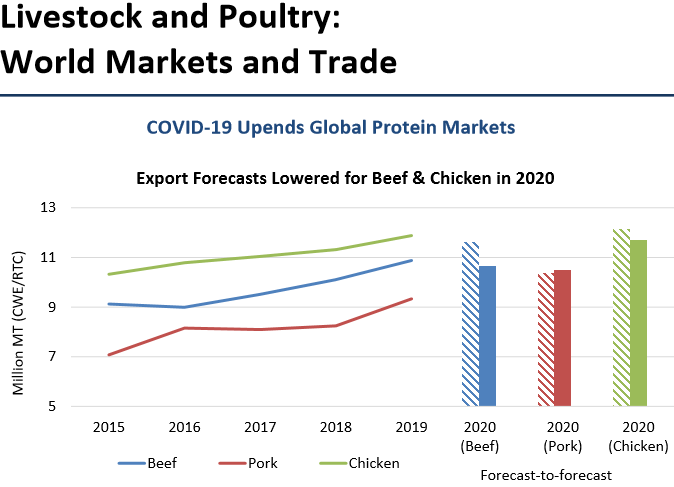 Livestock and Poultry:
World Markets and Trade
COVID-19 Upends Global Protein Markets
Export Forecasts Lowered for Beef & Chicken in 2020
Million MT (CWE/RTC)
13
11
9
7
5
2015 2016 2017 2018 2019 2020 2020 2020
(Beef) (Pork) (Chicken)
Beef Pork Chicken
Forecast-to-forecast